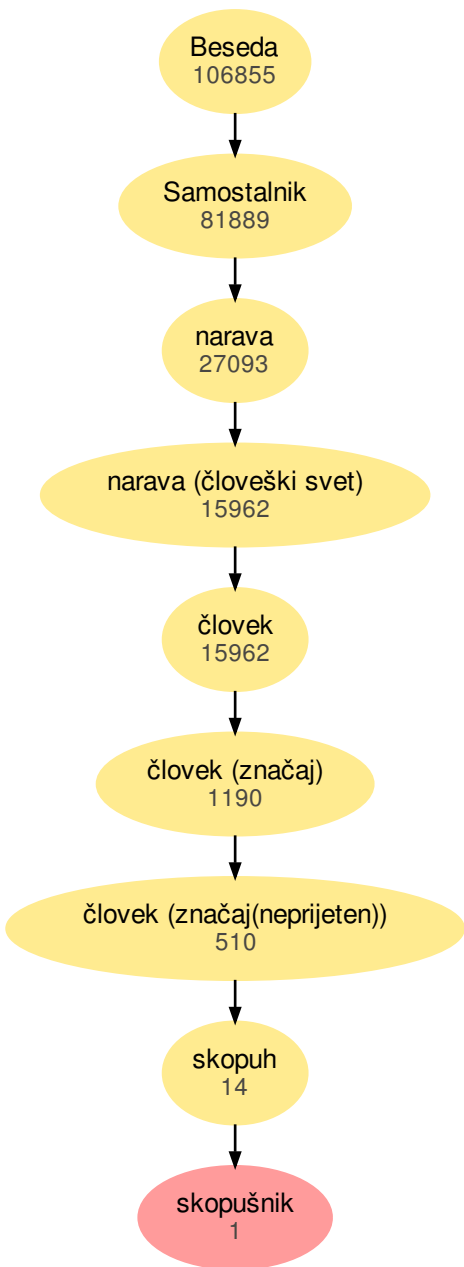 Beseda
106855
Samostalnik
81889
narava
27093
narava (človeški svet)
15962
človek
15962
človek (značaj)
1190
človek (značaj(neprijeten))
510
skopuh
14
skopušnik
1